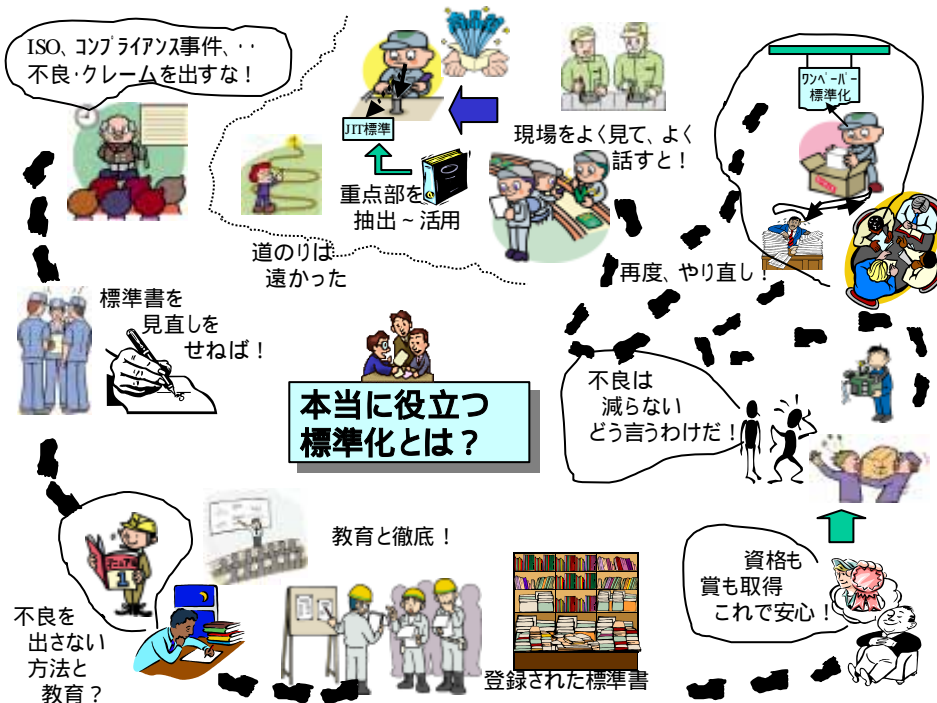 ISO、コンプライアンス事件、‥
不良・クレームを出すな！
標準書を
見直しを
せねば！
マニュアル
1
不良を
出さない
方法と
教育？
教育と徹底！
登録された標準書
資格も
賞も取得
これで安心！
不良は
減らない
どう言うわけだ！
再度、やり直し！
ワンペーパー
標準化
現場をよく見て、よく
話すと！
JIT標準
重点部を
抽出～活用
道のりは
遠かった
本当に役立つ
標準化とは？